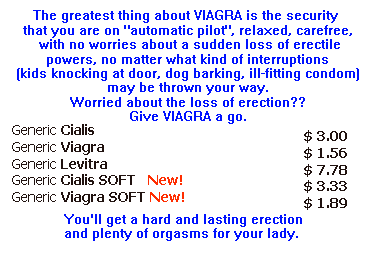 The greatest thing about VIAGRA is the security
that you are on "automatic pilot", relaxed, carefree,
with no worries about a sudden loss of erectile
powers, no matter what kind of interruptions
(kids knocking at door, dog barking, ill-fitting condom)
may be thrown your way.
Worried about the loss of erection??
Give VIAGRA a go.
Generic Cialis $ 3.00
Generic Viagra $ 1.56
Generic Levitra $ 7.78
Generic Cialis SOFT New! $ 3.33
Generic Viagra SOFT New! $ 1.89
You'll get a hard and lasting erection
and plenty of orgasms for your lady.